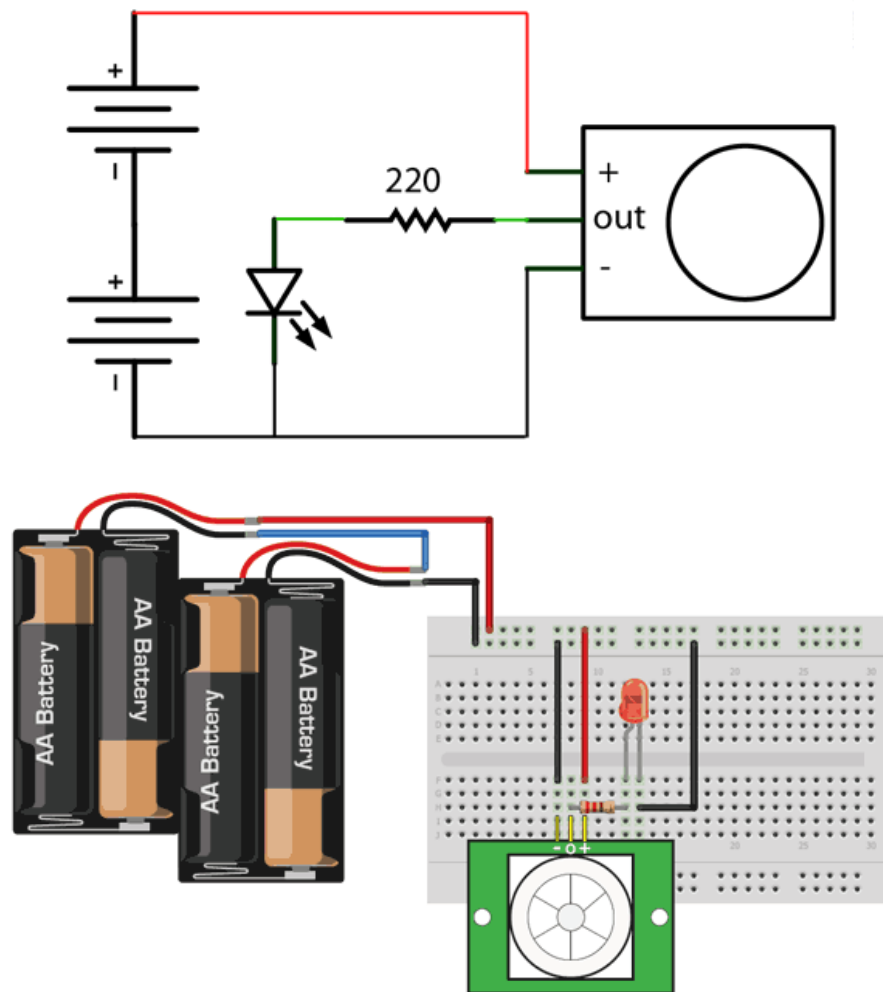 +
220
+
out
-
-
+
-
AA Battery
AA Battery
AA Battery
AA Battery
1 5 10 15 20 25 30
A
B
C
D
E
F
G
H
I
J
20 25 30
- o +